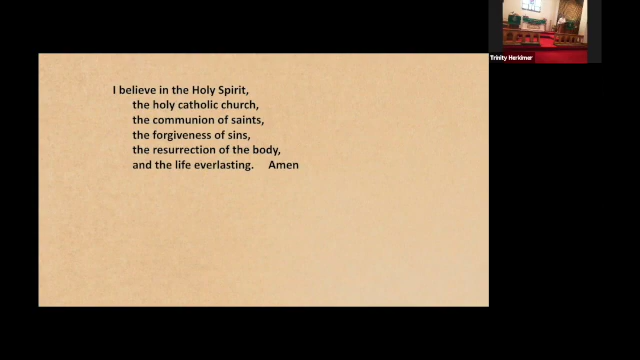 I believe in the Holy Spirit,
the holy catholic church,
the communion of saints,
the forgiveness of sins,
the resurrection of the body,
and the life everlasting. Amen
Trinity Herkimer